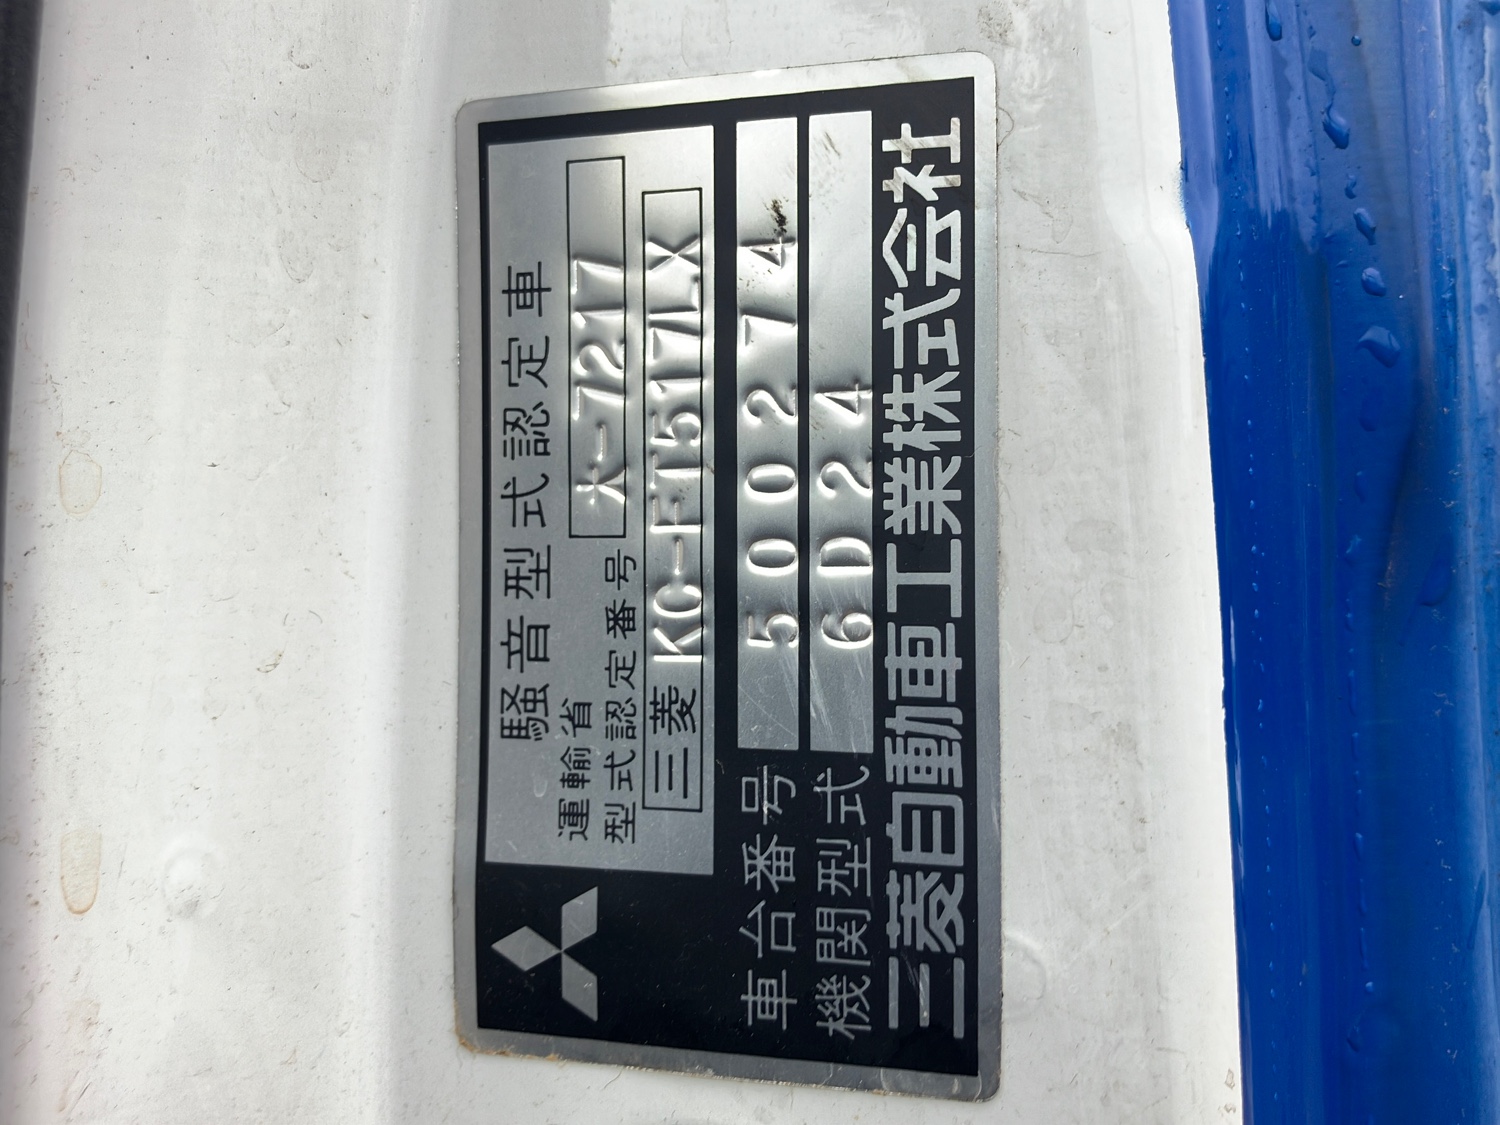 騒音型式認定車
運輸省
型式認定番号
大-7217
三菱 KC-FT517LX
車台番号 500274
機関型式 6D24
三菱自動車工業株式会社